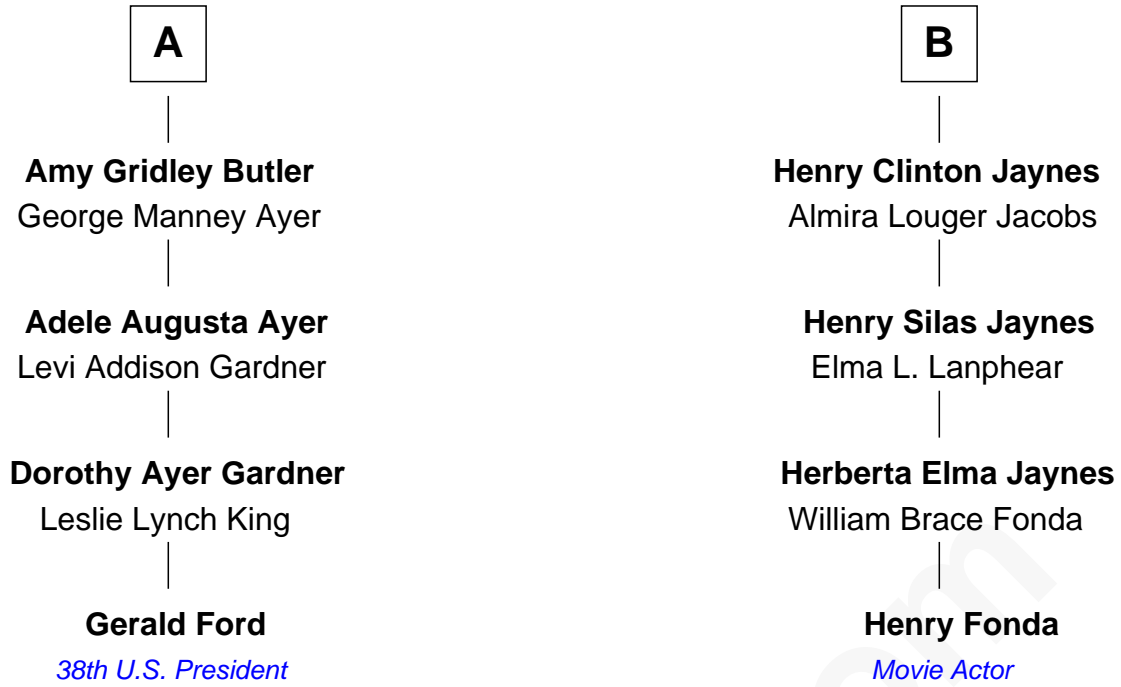 A
Amy Gridley Butler
George Manney Ayer
Adele Augusta Ayer
Levi Addison Gardner
Dorothy Ayer Gardner
Leslie Lynch King
Gerald Ford
38th U.S. President
B
Henry Clinton Jaynes
Almira Louger Jacobs
Henry Silas Jaynes
Elma L. Lanphear
Herberta Elma Jaynes
William Brace Fonda
Henry Fonda
Movie Actor